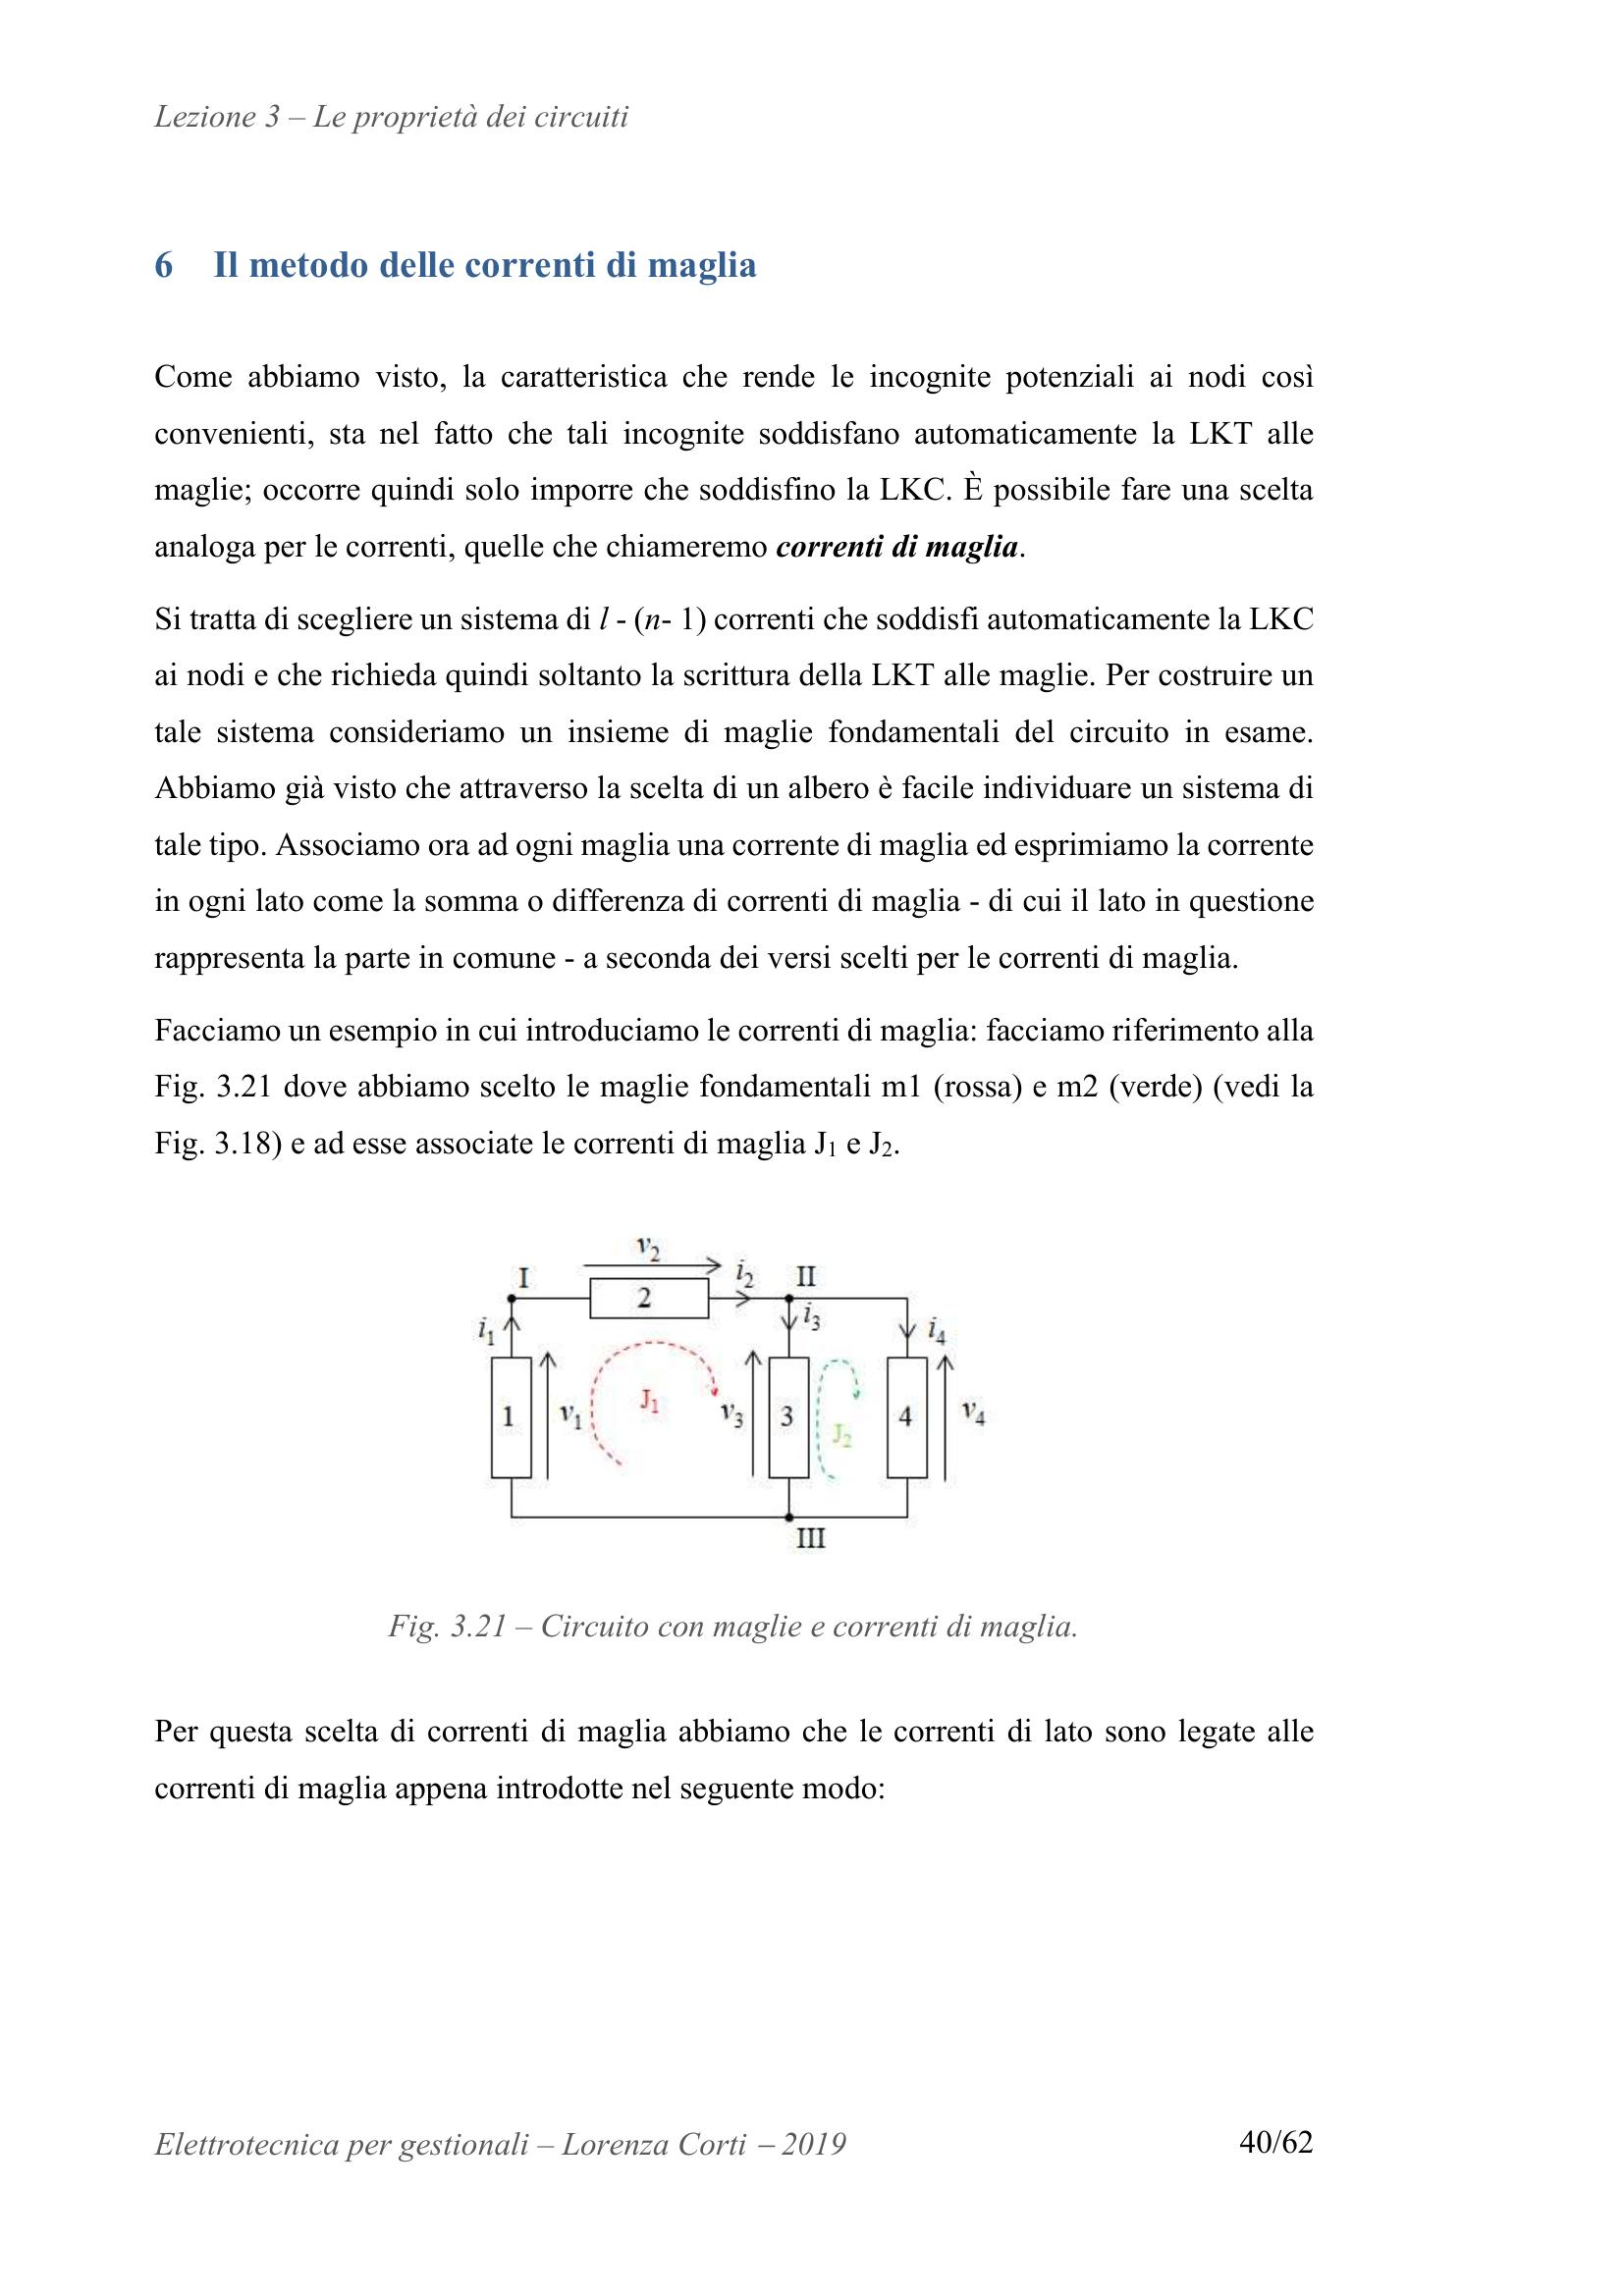 Lezione 3 – Le proprietà dei circuiti
6 Il metodo delle correnti di maglia
Come abbiamo visto, la caratteristica che rende le incognite potenziali ai nodi così
convenienti, sta nel fatto che tali incognite soddisfano automaticamente la LKT alle
maglie; occorre quindi solo imporre che soddisfino la LKC. È possibile fare una scelta
analoga per le correnti, quelle che chiameremo correnti di maglia.
Si tratta di scegliere un sistema di l - (n- 1) correnti che soddisfi automaticamente la LKC
ai nodi e che richieda quindi soltanto la scrittura della LKT alle maglie. Per costruire un
tale sistema consideriamo un insieme di maglie fondamentali del circuito in esame.
Abbiamo già visto che attraverso la scelta di un albero è facile individuare un sistema di
tale tipo. Associamo ora ad ogni maglia una corrente di maglia ed esprimiamo la corrente
in ogni lato come la somma o differenza di correnti di maglia - di cui il lato in questione
rappresenta la parte in comune - a seconda dei versi scelti per le correnti di maglia.
Facciamo un esempio in cui introduciamo le correnti di maglia: facciamo riferimento alla
Fig. 3.21 dove abbiamo scelto le maglie fondamentali m1 (rossa) e m2 (verde) (vedi la
Fig. 3.18) e ad esse associate le correnti di maglia J₁ e J₂.
v₂
I i₂ II
2
i₁ i₃ i₄
1 v₁ J₁ v₃ 3 J₂ 4 v₄
III
Fig. 3.21 – Circuito con maglie e correnti di maglia.
Per questa scelta di correnti di maglia abbiamo che le correnti di lato sono legate alle
correnti di maglia appena introdotte nel seguente modo:
Elettrotecnica per gestionali – Lorenza Corti – 2019 40/62